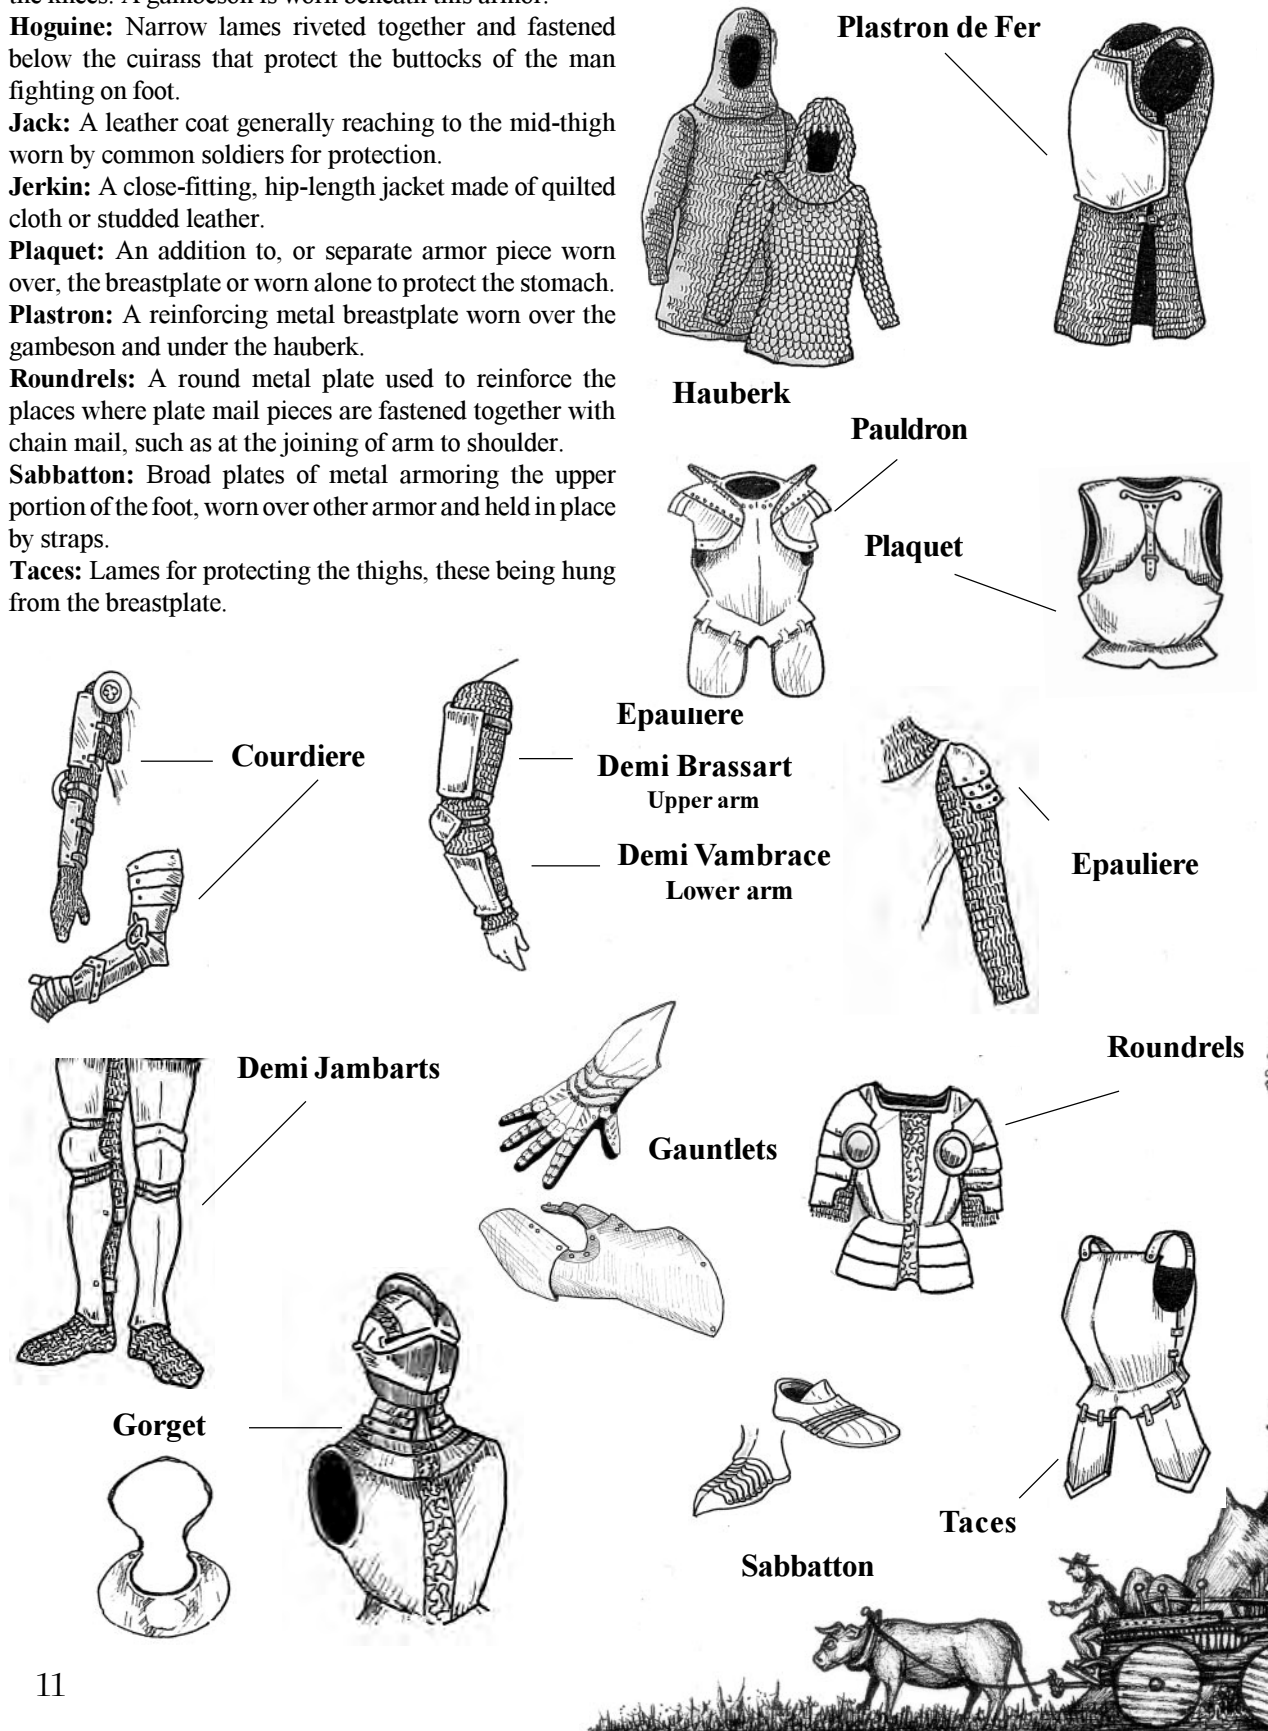 the knees. A gambeson is worn beneath this armor.
Hoguine: Narrow lames riveted together and fastened
below the cuirass that protect the buttocks of the man
fighting on foot.
Jack: A leather coat generally reaching to the mid-thigh
worn by common soldiers for protection.
Jerkin: A close-fitting, hip-length jacket made of quilted
cloth or studded leather.
Plaquet: An addition to, or separate armor piece worn
over, the breastplate or worn alone to protect the stomach.
Plastron: A reinforcing metal breastplate worn over the
gambeson and under the hauberk.
Roundrels: A round metal plate used to reinforce the
places where plate mail pieces are fastened together with
chain mail, such as at the joining of arm to shoulder.
Sabbatton: Broad plates of metal armoring the upper
portion of the foot, worn over other armor and held in place
by straps.
Taces: Lames for protecting the thighs, these being hung
from the breastplate.
Plastron de Fer
Hauberk
Pauldron
Plaquet
Epauliere
Courdiere
Demi Brassart
Upper arm
Demi Vambrace
Lower arm
Epauliere
Demi Jambarts
Gauntlets
Roundrels
Gorget
Taces
Sabbatton
11